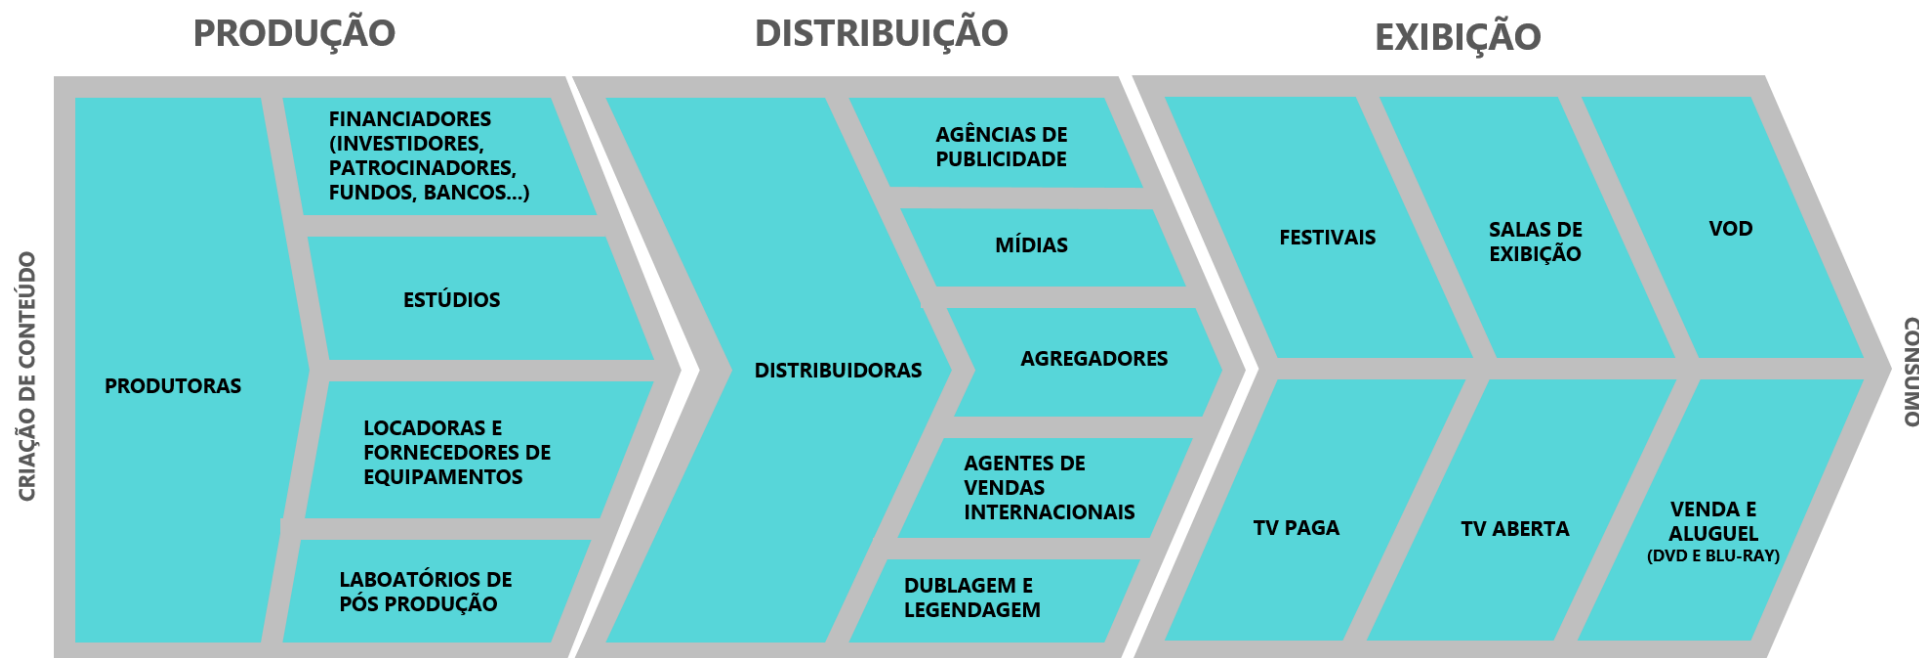 PRODUÇÃO
DISTRIBUIÇÃO
EXIBIÇÃO
CRIAÇÃO DE CONTEÚDO
PRODUTORAS
FINANCIADORES
(INVESTIDORES,
PATROCINADORES,
FUNDOS, BANCOS...)
ESTÚDIOS
LOCADORAS E
FORNECEDORES DE
EQUIPAMENTOS
LABOATÓRIOS DE
PÓS PRODUÇÃO
DISTRIBUIDORAS
AGÊNCIAS DE
PUBLICIDADE
MÍDIAS
AGREGADORES
AGENTES DE
VENDAS
INTERNACIONAIS
DUBLAGEM E
LEGENDAGEM
FESTIVAIS
SALAS DE
EXIBIÇÃO
VOD
TV PAGA
TV ABERTA
VENDA E
ALUGUEL
(DVD E BLU-RAY)
CONSUMO